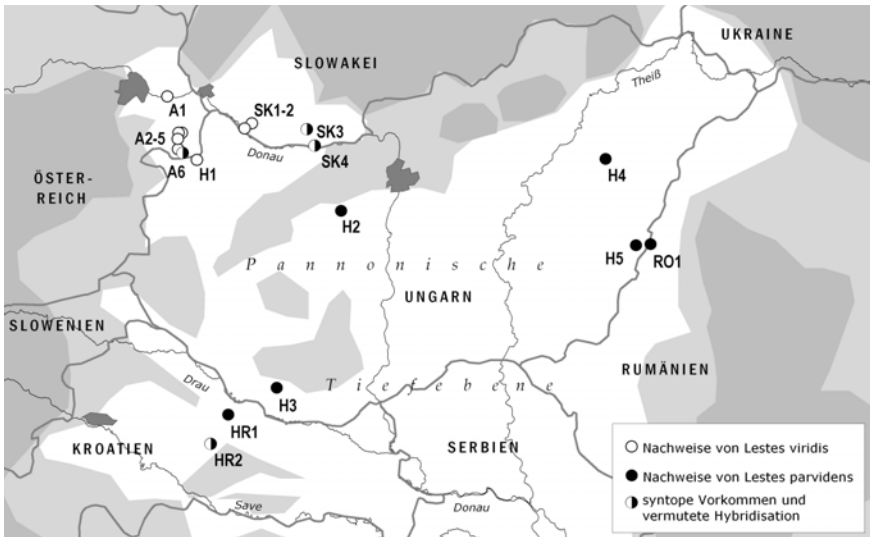 UKRAINE
SLOWAKEI
Theiß
A1
SK1-2
A2-5
SK3
Donau
SK4
A6
H1
H4
ÖSTER-
REICH
H2
H5
RO1
Pannonische
UNGARN
SLOWENIEN
RUMÄNIEN
Drau
Tiefebene
H3
HR1
KROATIEN
SERBIEN
HR2
Save
Donau
Nachweise von Lestes viridis
Nachweise von Lestes parvidens
syntope Vorkommen und
vermutete Hybridisation